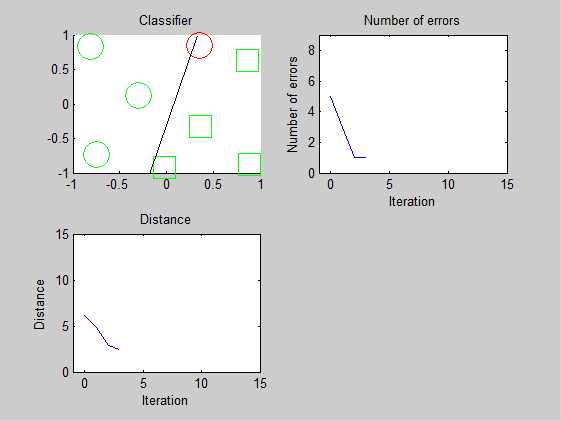 Classifier
1
0.5
0
-0.5
-1
-1 -0.5 0 0.5 1
Number of errors
Number of errors
8
6
4
2
0
0 5 10 15
Iteration
Distance
Distance
15
10
5
0
0 5 10 15
Iteration